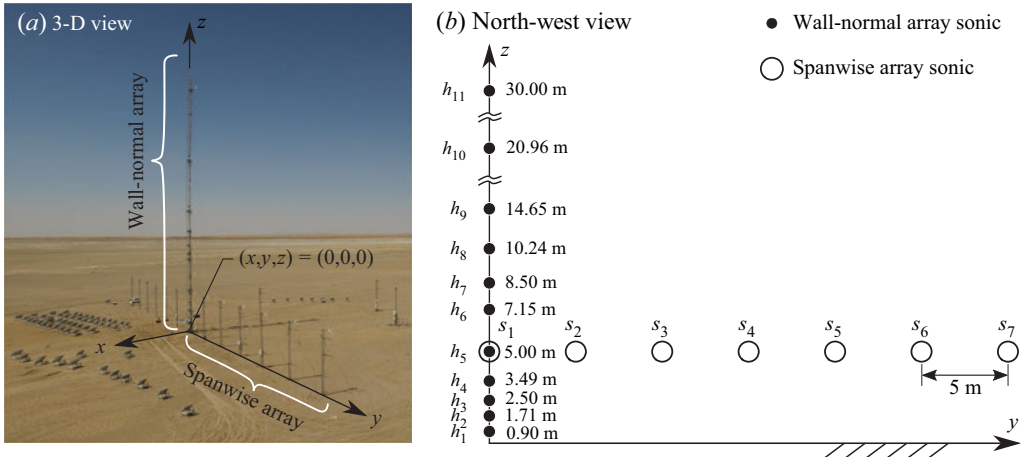 (a) 3-D view
z
Wall-normal array
(x,y,z) = (0,0,0)
x
Spanwise array
y
(b) North-west view
z
Wall-normal array sonic
Spanwise array sonic
h11 30.00 m
h10 20.96 m
h9 14.65 m
h8 10.24 m
h7 8.50 m
h6 7.15 m
s1 s2 s3 s4 s5 s6 s7
h5 5.00 m
h4 3.49 m
5 m
h3 2.50 m
h2 1.71 m
h1 0.90 m
y